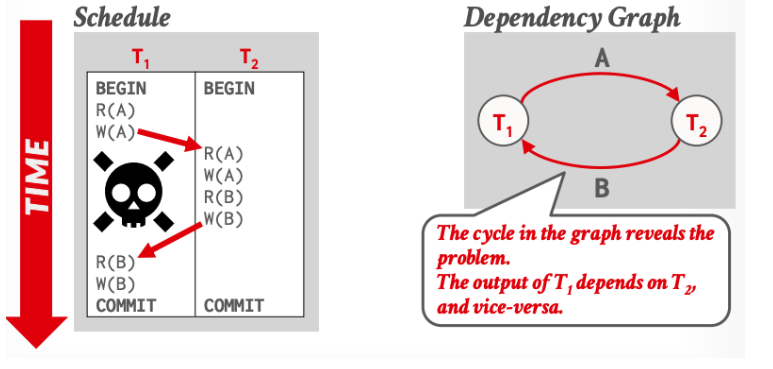 Schedule
TIME
T1 T2
BEGIN BEGIN
R(A)
W(A)
R(A)
W(A)
R(B)
W(B)
R(B)
W(B)
COMMIT COMMIT
Dependency Graph
A
T1 T2
B
The cycle in the graph reveals the
problem.
The output of T1 depends on T2,
and vice-versa.